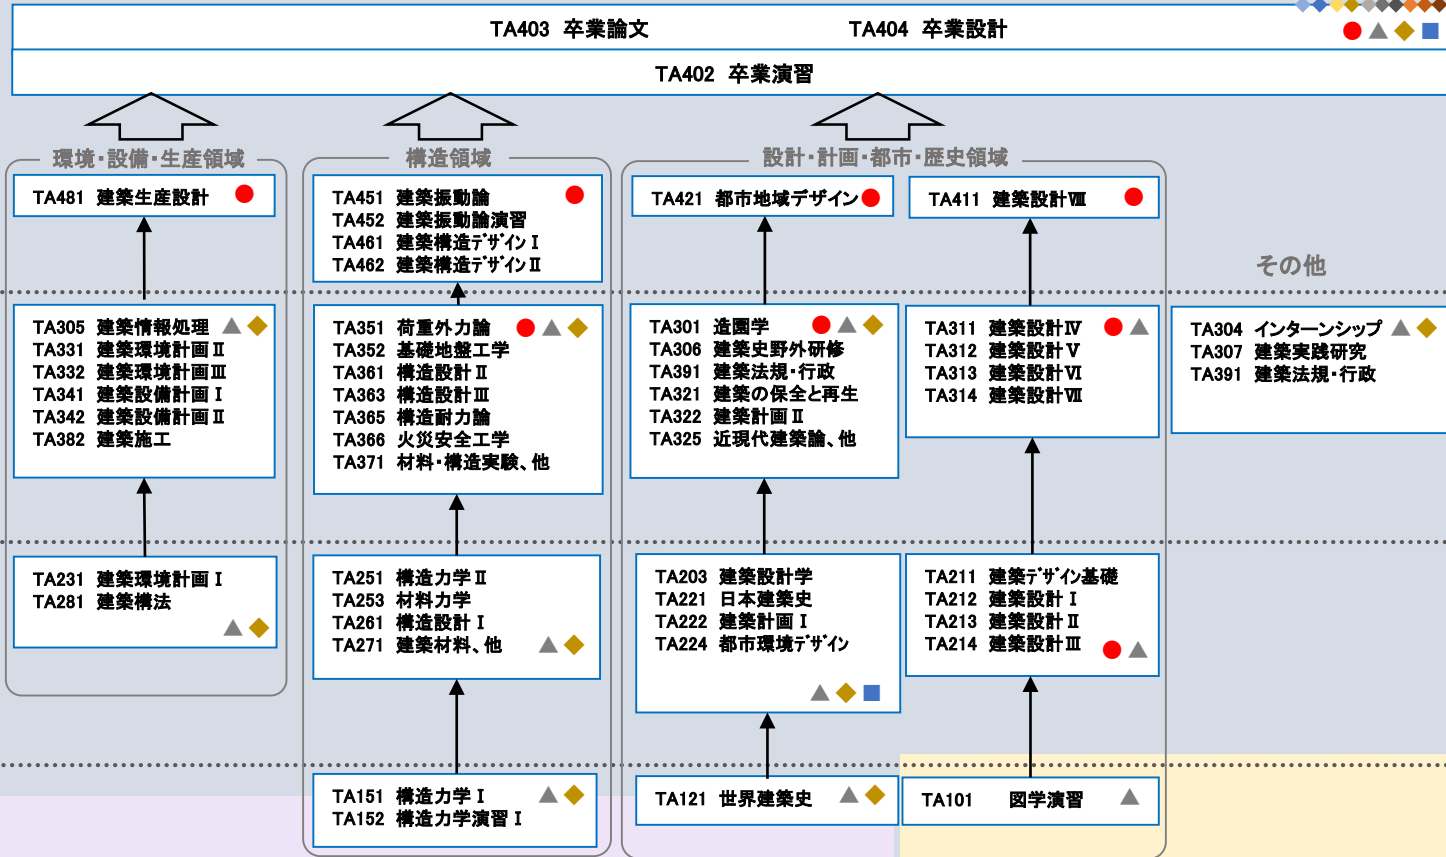 TA403 卒業論文
TA404 卒業設計
TA402 卒業演習
環境・設備・生産領域
TA481 建築生産設計
TA305 建築情報処理
TA331 建築環境計画Ⅱ
TA332 建築環境計画Ⅲ
TA341 建築設備計画Ⅰ
TA342 建築設備計画Ⅱ
TA382 建築施工
TA231 建築環境計画Ⅰ
TA281 建築構法
構造領域
TA451 建築振動論
TA452 建築振動論演習
TA461 建築構造ﾃﾞｻﾞｲﾝⅠ
TA462 建築構造ﾃﾞｻﾞｲﾝⅡ
TA351 荷重外力論
TA352 基礎地盤工学
TA361 構造設計Ⅱ
TA363 構造設計Ⅲ
TA365 構造耐力論
TA366 火災安全工学
TA371 材料・構造実験、他
TA251 構造力学Ⅱ
TA253 材料力学
TA261 構造設計Ⅰ
TA271 建築材料、他
TA151 構造力学Ⅰ
TA152 構造力学演習Ⅰ
設計・計画・都市・歴史領域
TA421 都市地域デザイン
TA301 造園学
TA306 建築史野外研修
TA391 建築法規・行政
TA321 建築の保全と再生
TA322 建築計画Ⅱ
TA325 近現代建築論、他
TA203 建築設計学
TA221 日本建築史
TA222 建築計画Ⅰ
TA224 都市環境ﾃﾞｻﾞｲﾝ
TA121 世界建築史
TA411 建築設計Ⅷ
TA311 建築設計Ⅳ
TA312 建築設計Ⅴ
TA313 建築設計Ⅵ
TA314 建築設計Ⅶ
TA211 建築ﾃﾞｻﾞｲﾝ基礎
TA212 建築設計Ⅰ
TA213 建築設計Ⅱ
TA214 建築設計Ⅲ
TA101 図学演習
その他
TA304 インターンシップ
TA307 建築実践研究
TA391 建築法規・行政